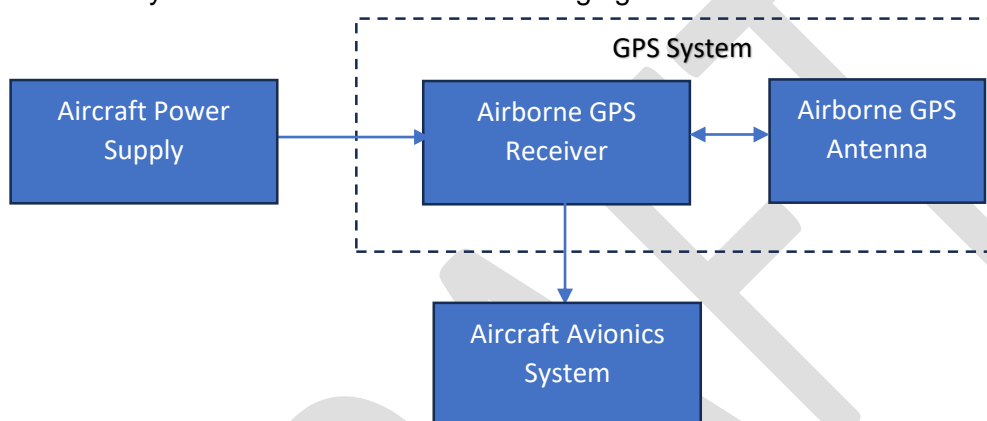 GPS System
Aircraft Power
Supply
Airborne GPS
Receiver
Airborne GPS
Antenna
Aircraft Avionics
System